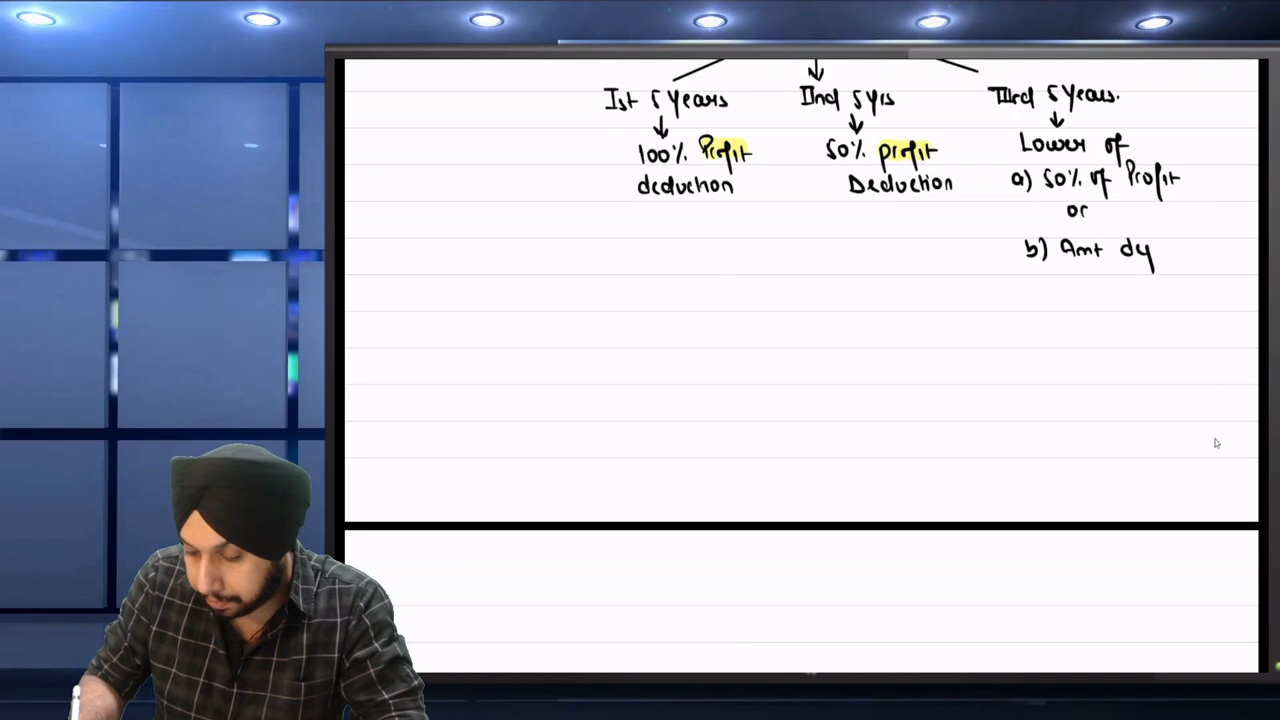 Ist 5 Years
IInd 5 yrs
IIIrd 5 Years.
100% Profit
deduction
50% profit
Deduction
Lower of
a) 50% of Profit
or
b) Amt